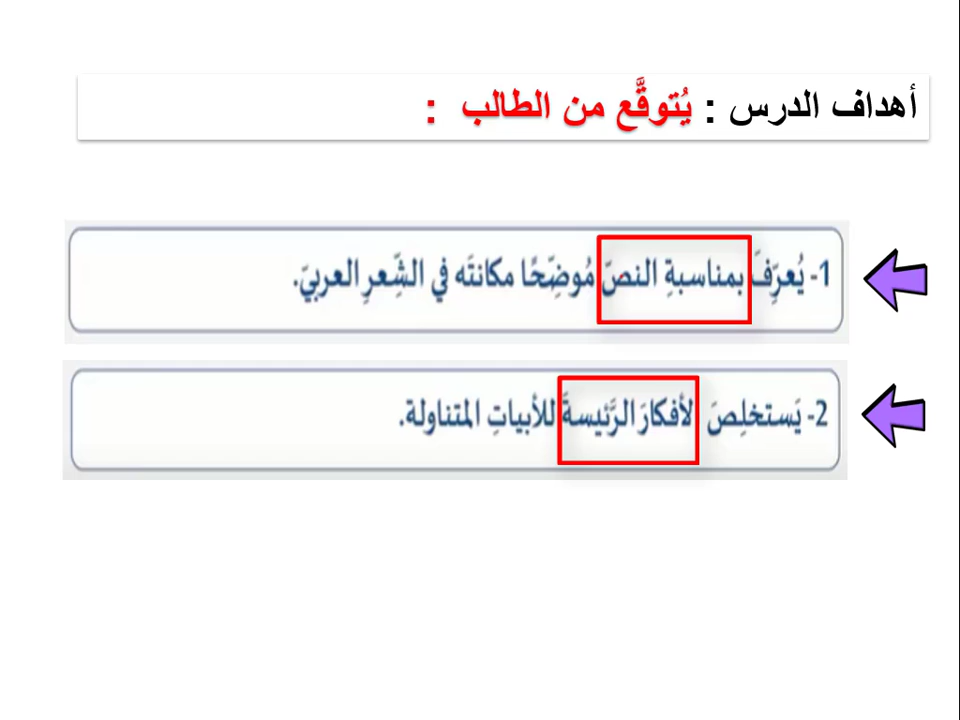 أهداف الدرس : يُتوقَّع من الطالب :
1- يُعرِّفَ بمناسبةِ النصّ مُوضِّحًا مكانتَه في الشِّعرِ العربيّ.
2- يَستخلِصَ لأفكارَ الرَّئيسةَ للأبياتِ المتناولة.